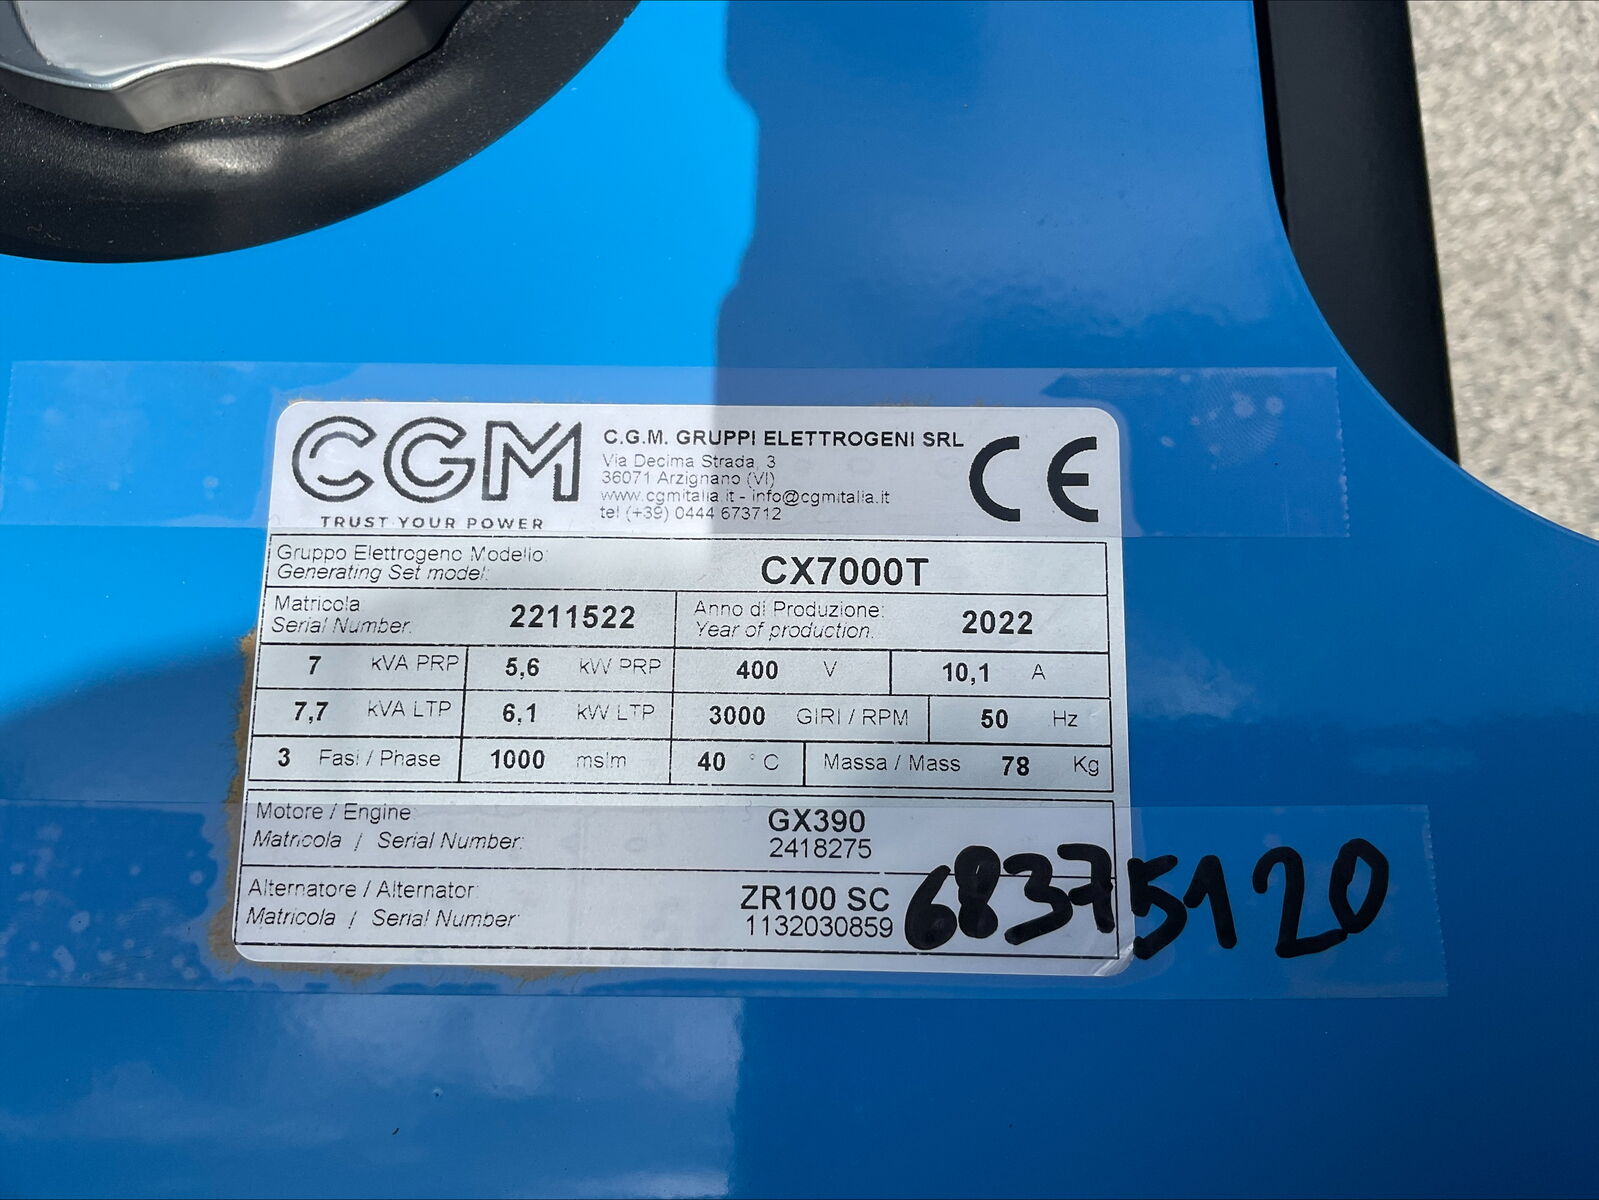 CGM
TRUST YOUR POWER
C.G.M. GRUPPI ELETTROGENI SRL
Via Decima Strada, 3
36071 Arzignano (VI)
www.cgmitalia.it - info@cgmitalia.it
tel (+39) 0444 673712
CE
Gruppo Elettrogeno Modello: CX7000T
Generating Set model:
Matricola 2211522 Anno di Produzione: 2022
Serial Number: Year of production:
7 kVA PRP 5,6 kW PRP 400 V 10,1 A
7,7 kVA LTP 6,1 kW LTP 3000 GIRI / RPM 50 Hz
3 Fasi / Phase 1000 mslm 40 °C Massa / Mass 78 Kg
Motore / Engine GX390
Matricola / Serial Number: 2418275
Alternatore / Alternator: ZR100 SC
Matricola / Serial Number: 1132030859
68375120